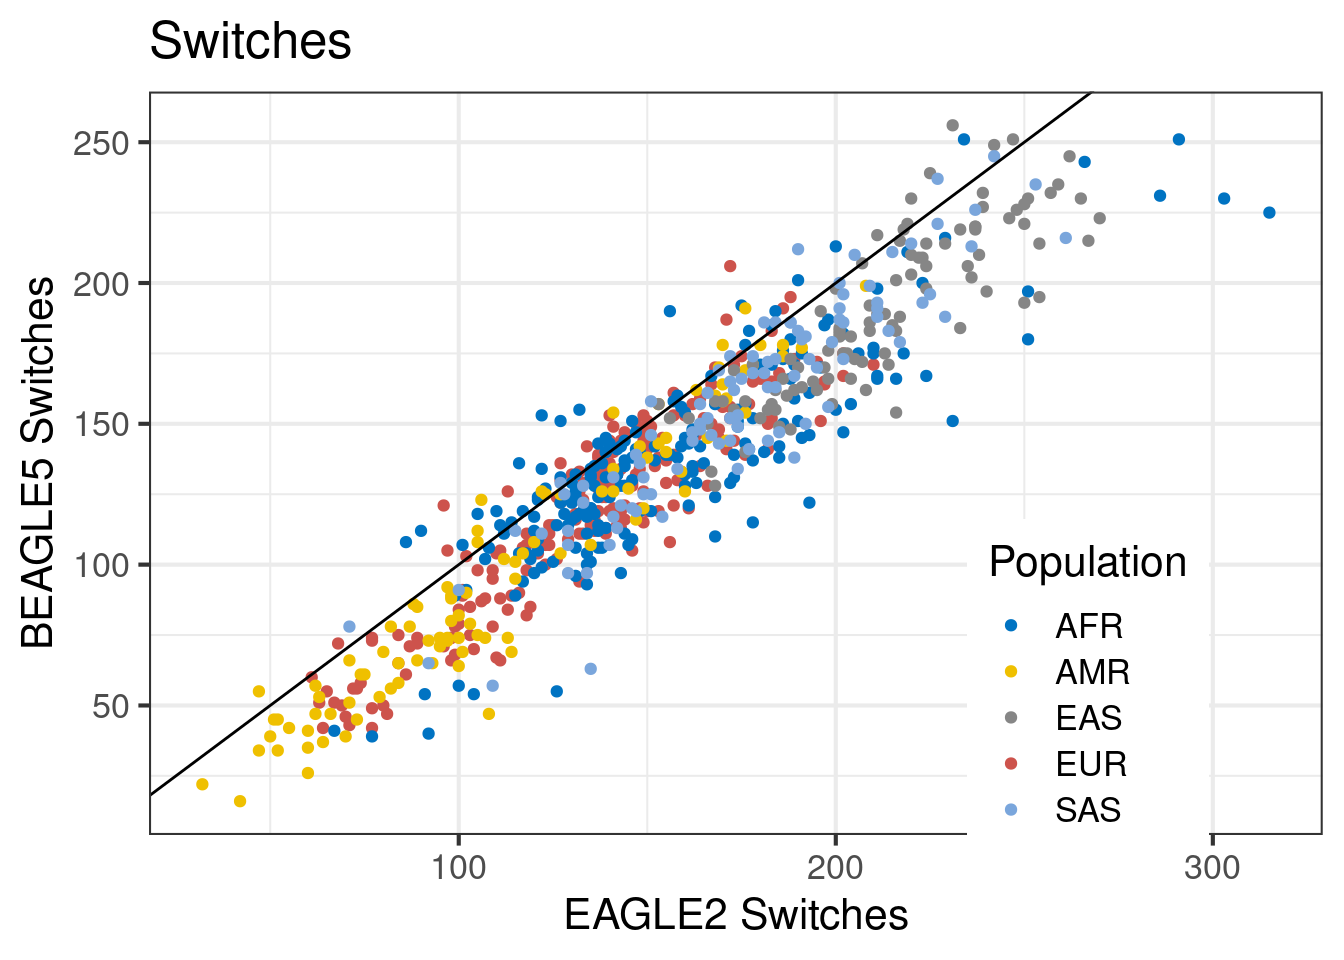 Switches
BEAGLE5 Switches
250
200
150
100
50
Population
AFR
AMR
EAS
EUR
SAS
100
200
300
EAGLE2 Switches